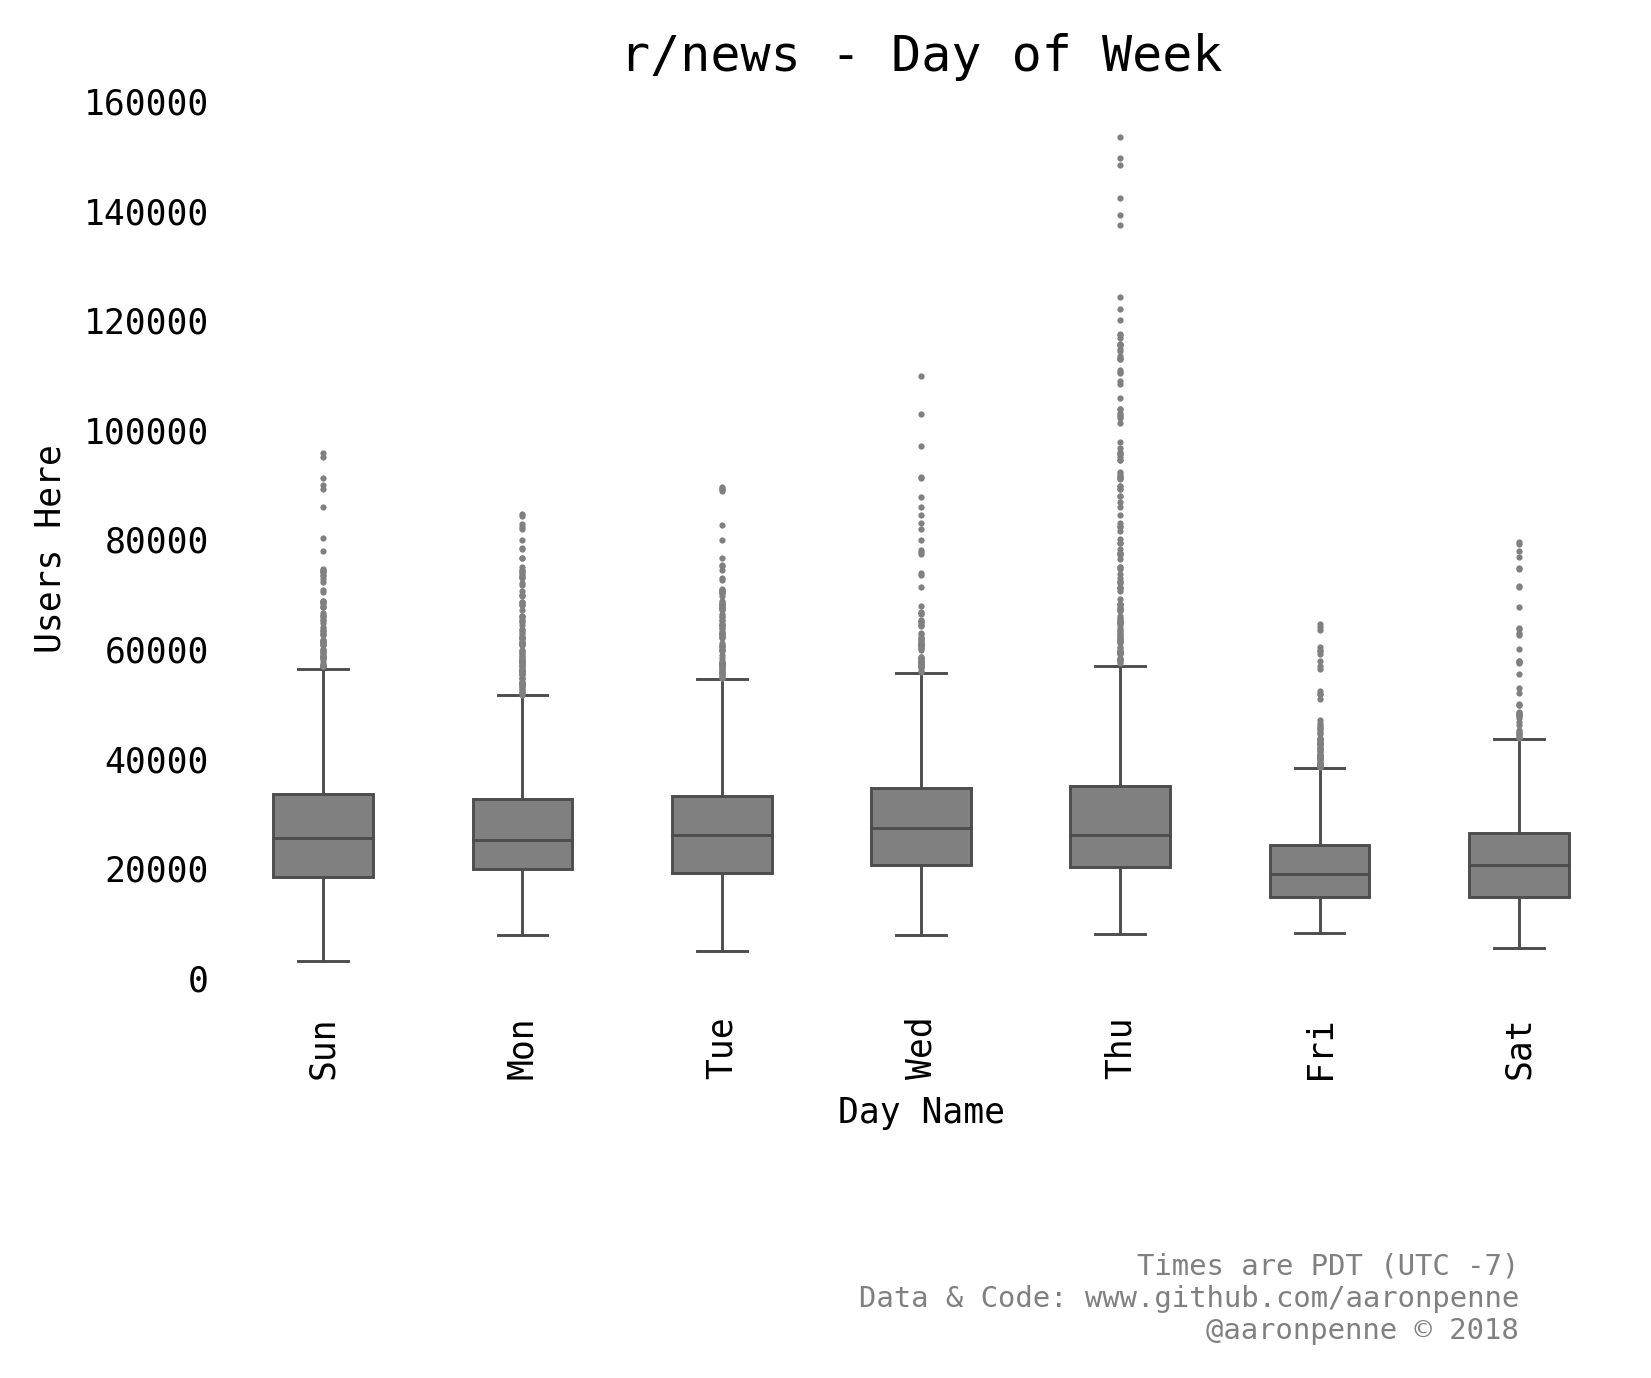 r/news - Day of Week
160000
140000
120000
100000
80000
60000
40000
20000
0
Users Here
Sun
Mon
Tue
Wed
Thu
Fri
Sat
Day Name
Times are PDT (UTC -7)
Data & Code: www.github.com/aaronpenne
@aaronpenne © 2018